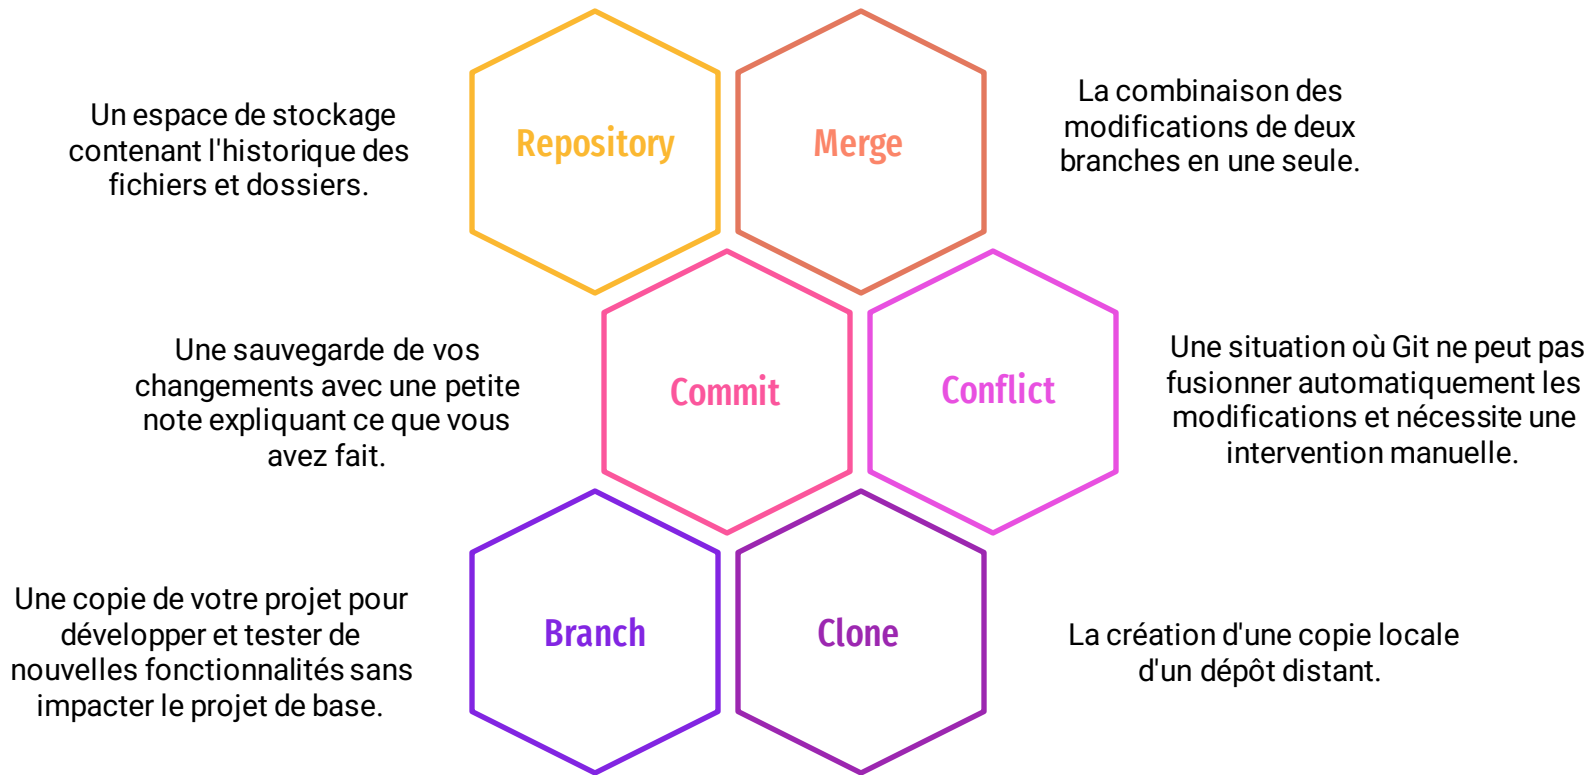 Un espace de stockage
contenant l'historique des
fichiers et dossiers.
Repository
Merge
La combinaison des
modifications de deux
branches en une seule.
Une sauvegarde de vos
changements avec une petite
note expliquant ce que vous
avez fait.
Commit
Conflict
Une situation où Git ne peut pas
fusionner automatiquement les
modifications et nécessite une
intervention manuelle.
Une copie de votre projet pour
développer et tester de
nouvelles fonctionnalités sans
impacter le projet de base.
Branch
Clone
La création d'une copie locale
d'un dépôt distant.